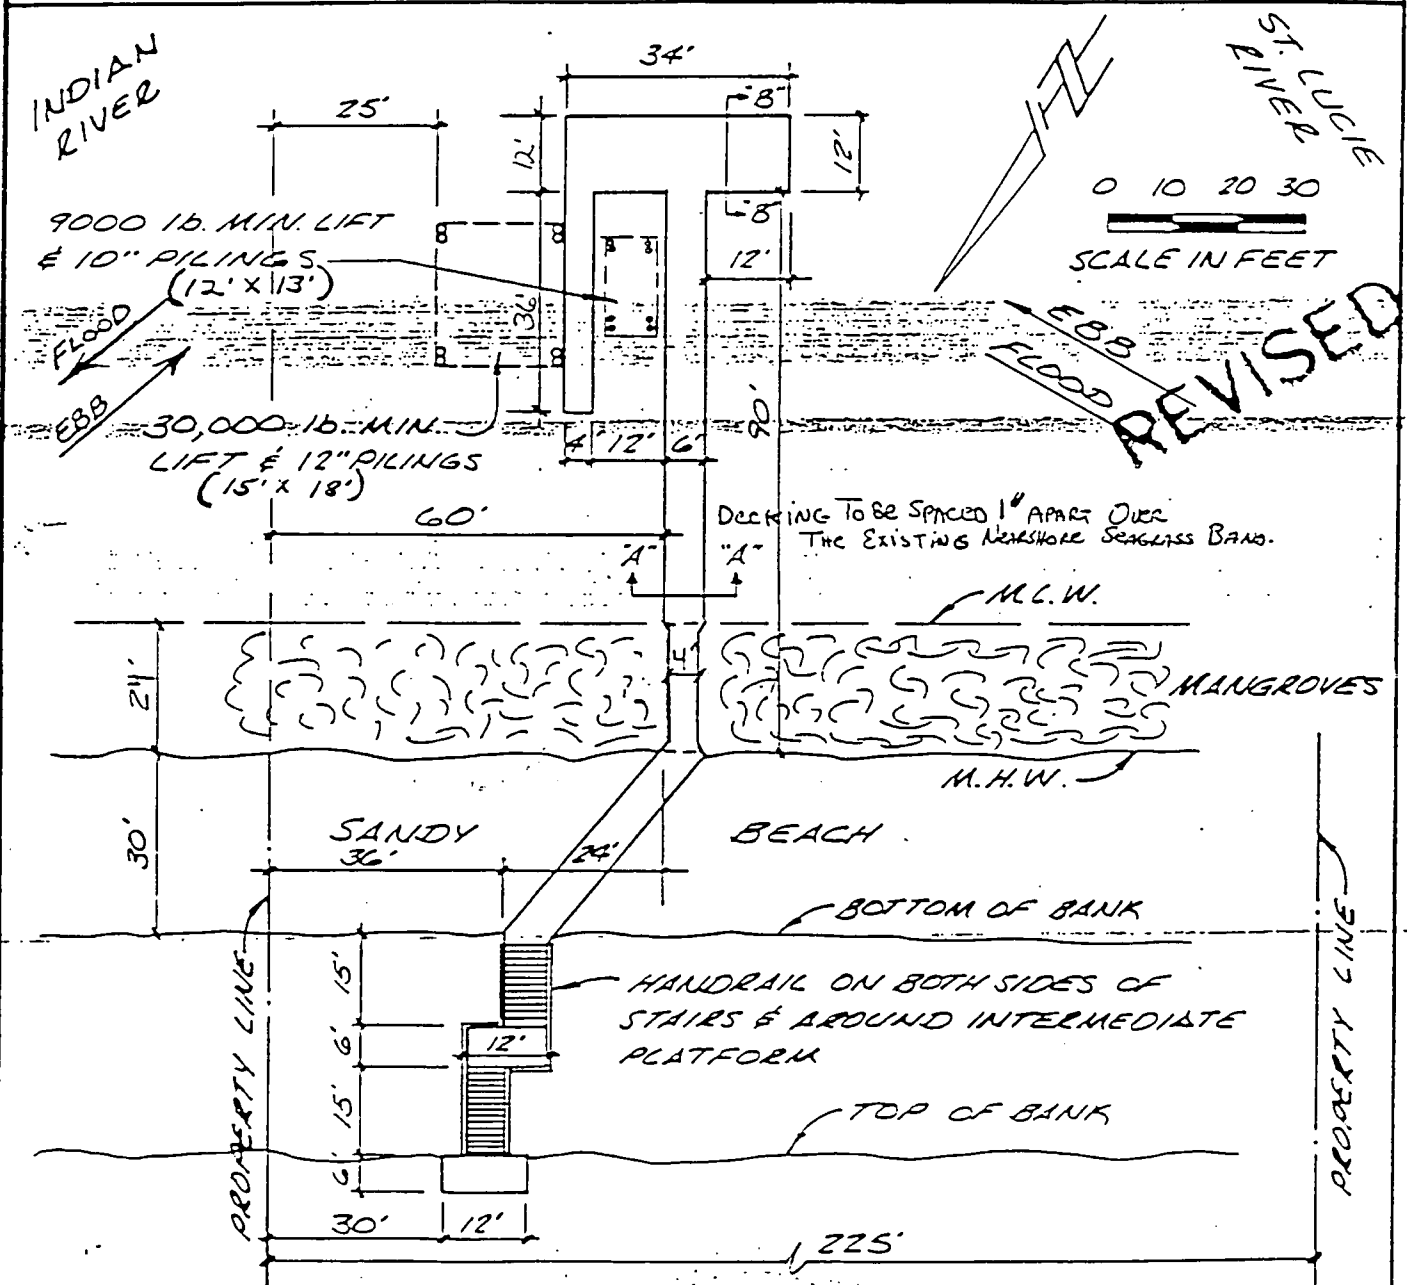 INDIAN
RIVER
34'
ST. LUCIE
RIVER
"B"
25'
12'
12'
0 10 20 30
SCALE IN FEET
9000 lb. MIN. LIFT
& 10" PILINGS
(12' X 13')
"B"
12'
36'
FLOOD
EBB
EBB
FLOOD
REVISED
30,000 lb. MIN.
LIFT & 12" PILINGS
(15' X 18')
4' 12' 6'
90'
60'
DECKING TO BE SPACED 1" APART OVER
THE EXISTING NEARSHORE SEAGRASS BAND.
"A" "A"
M.L.W.
24'
MANGROVES
M.H.W.
30'
SANDY BEACH
36' 24'
BOTTOM OF BANK
PROPERTY LINE
PROPERTY LINE
15'
HANDRAIL ON BOTH SIDES OF
STAIRS & AROUND INTERMEDIATE
PLATFORM
6'
12'
15'
TOP OF BANK
6'
30' 12'
225'